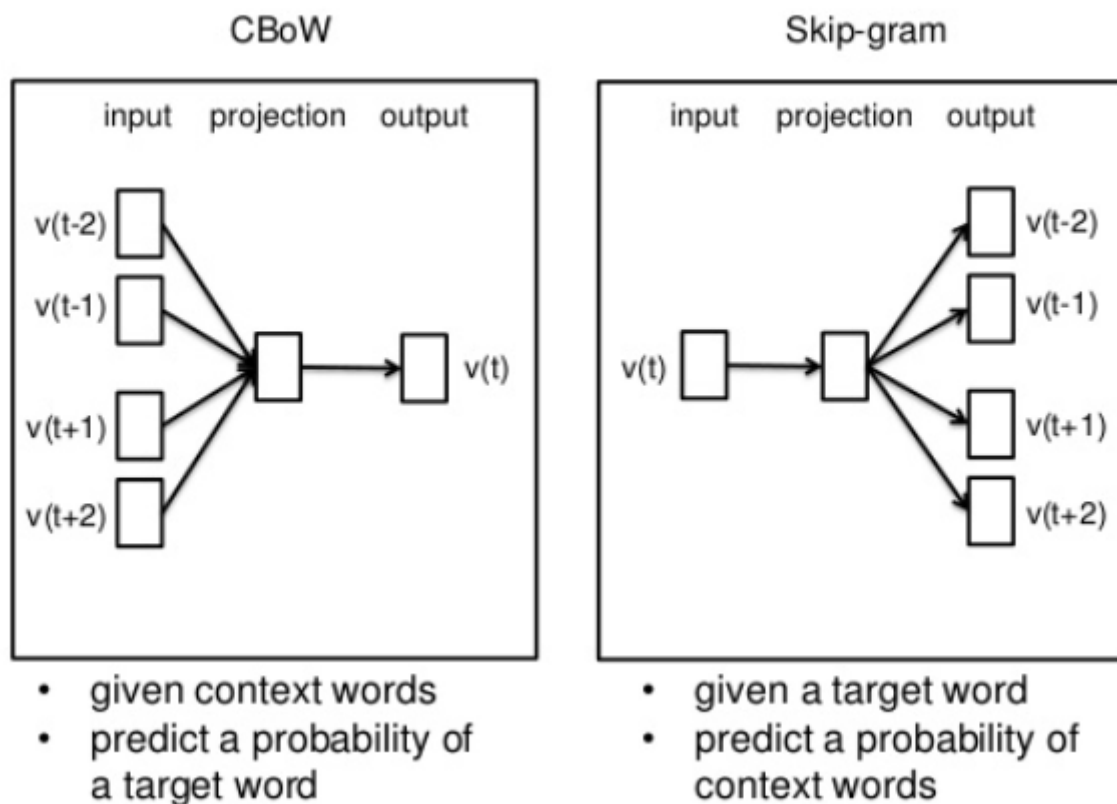 CBoW
input projection output
v(t-2)
v(t-1)
v(t)
v(t+1)
v(t+2)
• given context words
• predict a probability of
a target word
Skip-gram
input projection output
v(t-2)
v(t-1)
v(t)
v(t+1)
v(t+2)
• given a target word
• predict a probability of
context words